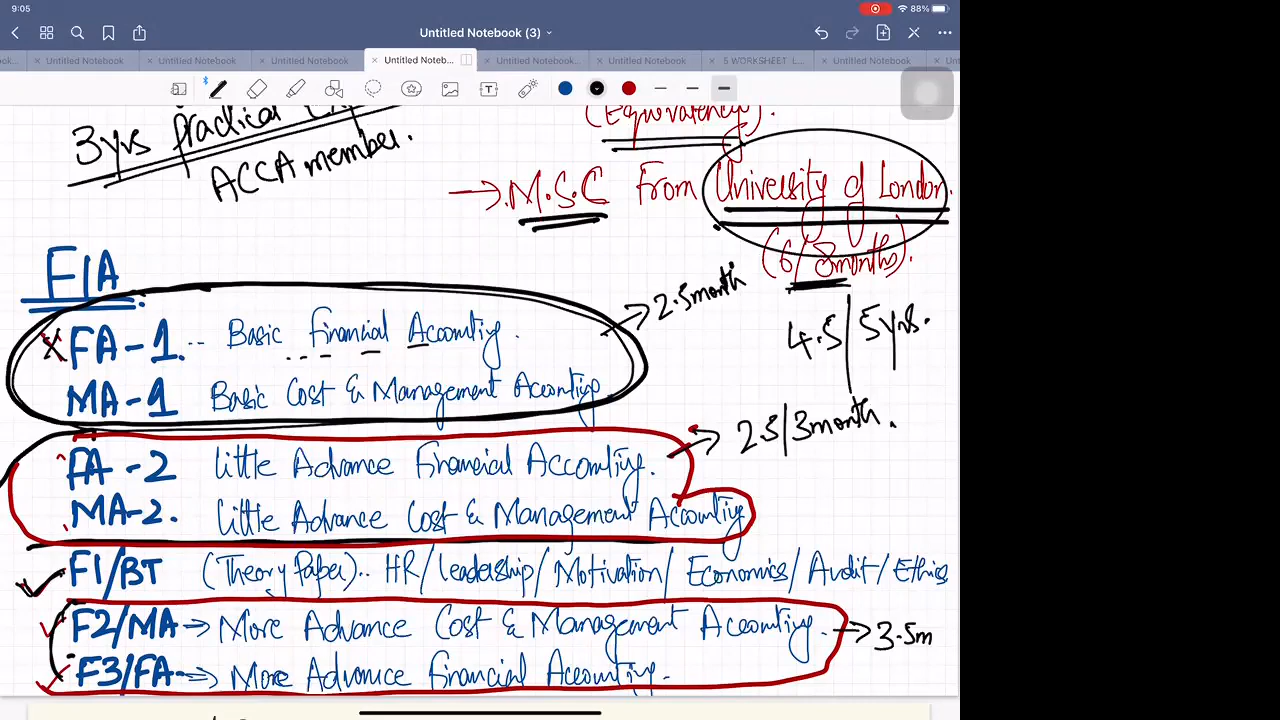 9:05
88%
Untitled Notebook (3)
Untitled Notebook
Untitled Notebook
Untitled Notebook
Untitled Noteb...
Untitled Notebook
Untitled Notebook
5 WORKSHEET L...
Untitled Notebook
3yrs practical
ACCA member.
(Equivalency).
→ M.S.C From University of London.
(6/8months).
FIA
FA-1... Basic Financial Accounting. → 2.5month
MA-1 Basic Cost & Management Accounting
4.5 | 5yrs.
FA-2 Little Advance Financial Accounting. → 2.5/3month.
MA-2. Little Advance Cost & Management Accounting
F1/BT (Theory Paper).. HR/Leadership/Motivation/Economics/Audit/Ethics
F2/MA → More Advance Cost & Management Accounting. → 3.5m
F3/FA → More Advance Financial Accounting.